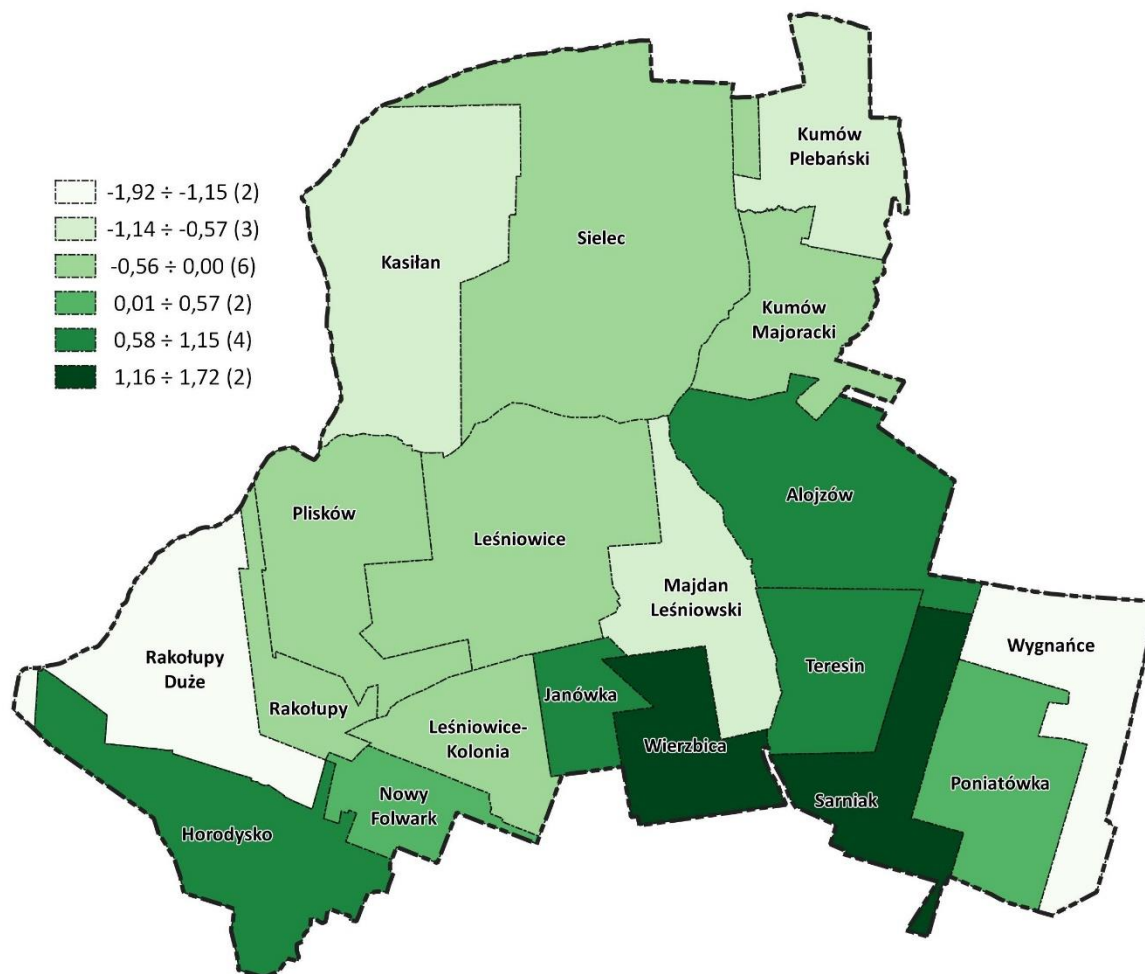 -1,92 ÷ -1,15 (2)
-1,14 ÷ -0,57 (3)
-0,56 ÷ 0,00 (6)
0,01 ÷ 0,57 (2)
0,58 ÷ 1,15 (4)
1,16 ÷ 1,72 (2)
Kumów
Plebański
Sielec
Kasiłan
Kumów
Majoracki
Alojzów
Plisków
Leśniowice
Majdan
Leśniowski
Wygnańce
Rakołupy
Duże
Teresin
Rakołupy
Janówka
Leśniowice-
Kolonia
Wierzbica
Poniatówka
Nowy
Folwark
Sarniak
Horodysko